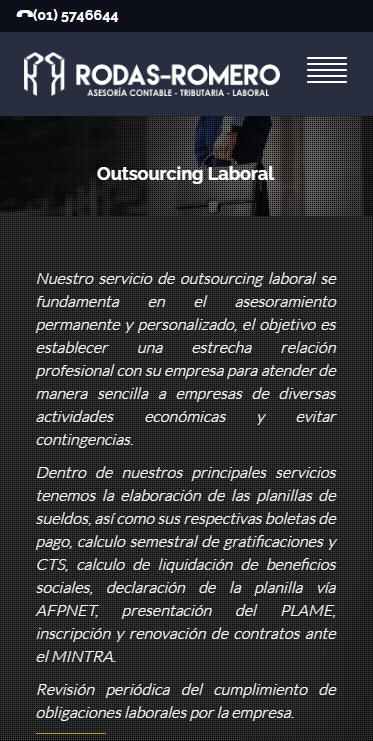 (01) 5746644
RODAS-ROMERO
ASESORÍA CONTABLE - TRIBUTARIA - LABORAL
Outsourcing Laboral
Nuestro servicio de outsourcing laboral se
fundamenta en el asesoramiento
permanente y personalizado, el objetivo es
establecer una estrecha relación
profesional con su empresa para atender de
manera sencilla a empresas de diversas
actividades económicas y evitar
contingencias.
Dentro de nuestros principales servicios
tenemos la elaboración de las planillas de
sueldos, así como sus respectivas boletas de
pago, calculo semestral de gratificaciones y
CTS, calculo de liquidación de beneficios
sociales, declaración de la planilla vía
AFPNET, presentación del PLAME,
inscripción y renovación de contratos ante
el MINTRA.
Revisión periódica del cumplimiento de
obligaciones laborales por la empresa.